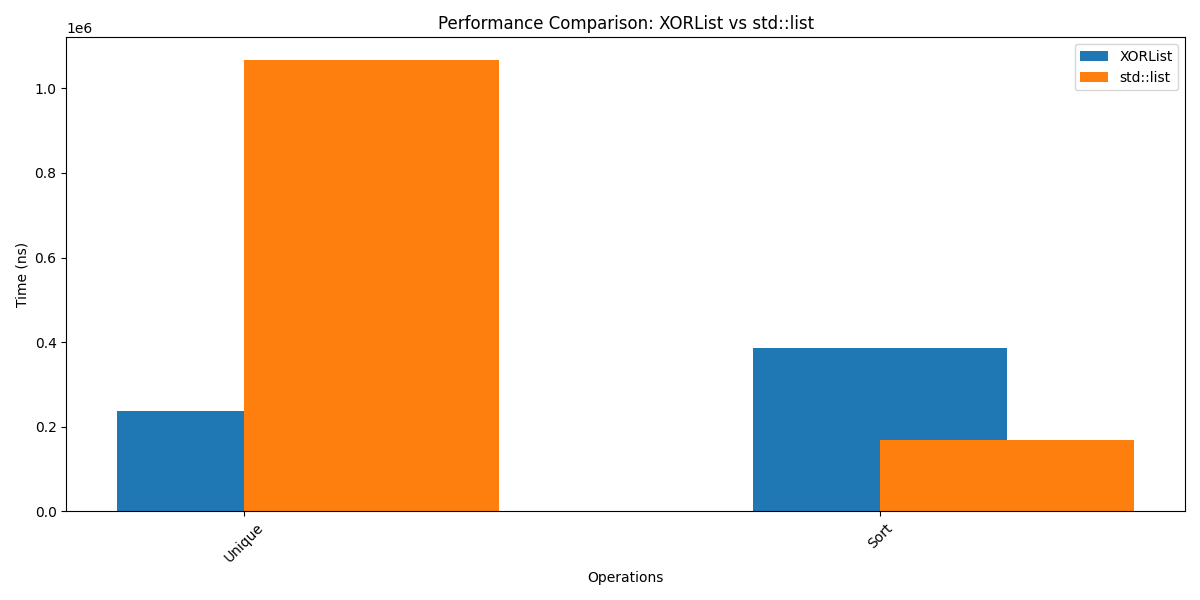 Performance Comparison: XORList vs std::list
1e6
XORList
std::list
1.0
0.8
0.6
0.4
0.2
0.0
Time (ns)
Unique
Sort
Operations